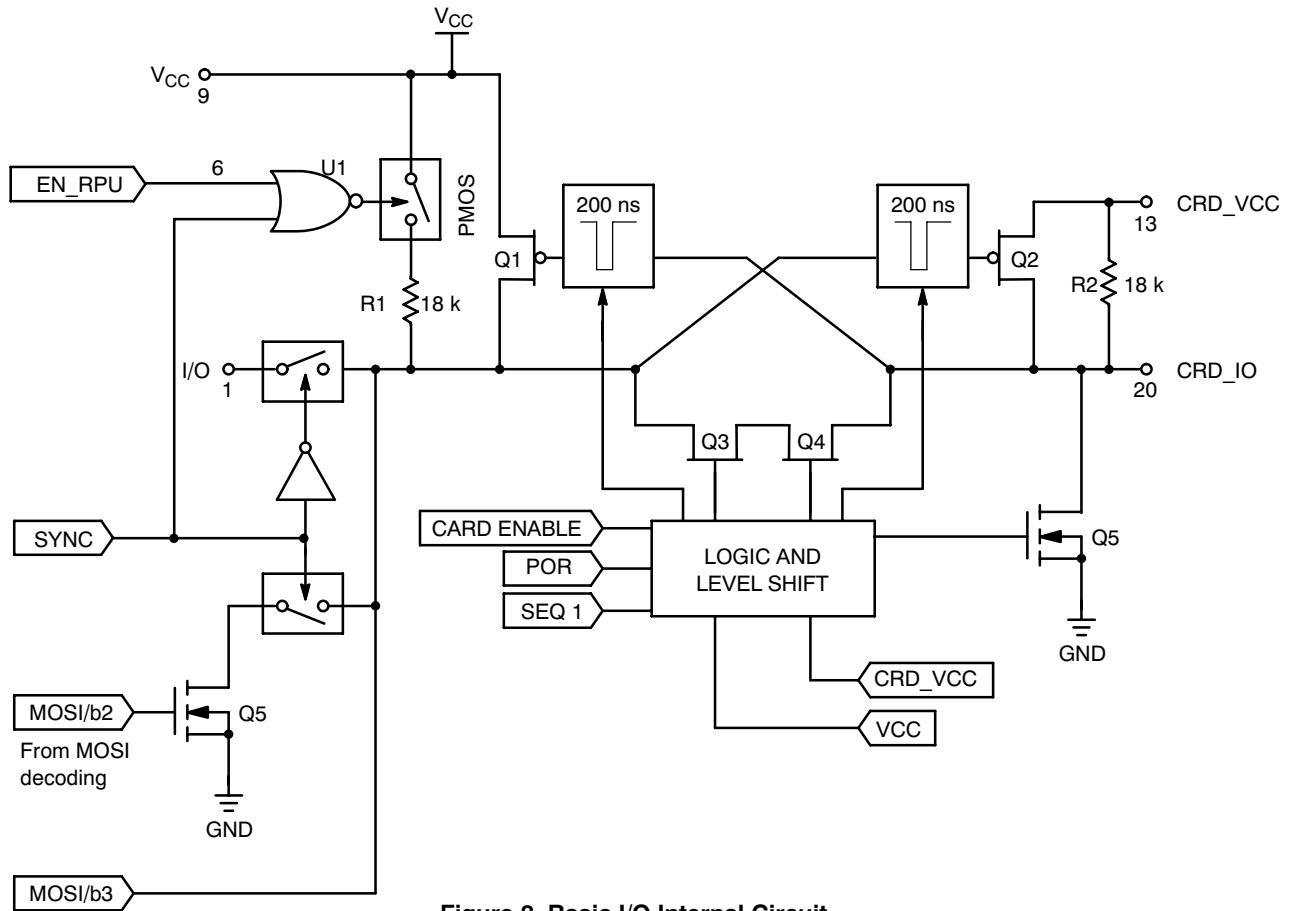 VCC
VCC
9
EN_RPU
6
U1
PMOS
R1
18 k
Q1
200 ns
200 ns
Q2
CRD_VCC
13
R2
18 k
I/O
1
CRD_IO
20
Q3
Q4
SYNC
CARD ENABLE
POR
SEQ 1
LOGIC AND
LEVEL SHIFT
Q5
GND
CRD_VCC
VCC
MOSI/b2
Q5
From MOSI
decoding
GND
MOSI/b3
Figure 8. Basic I/O Internal Circuit